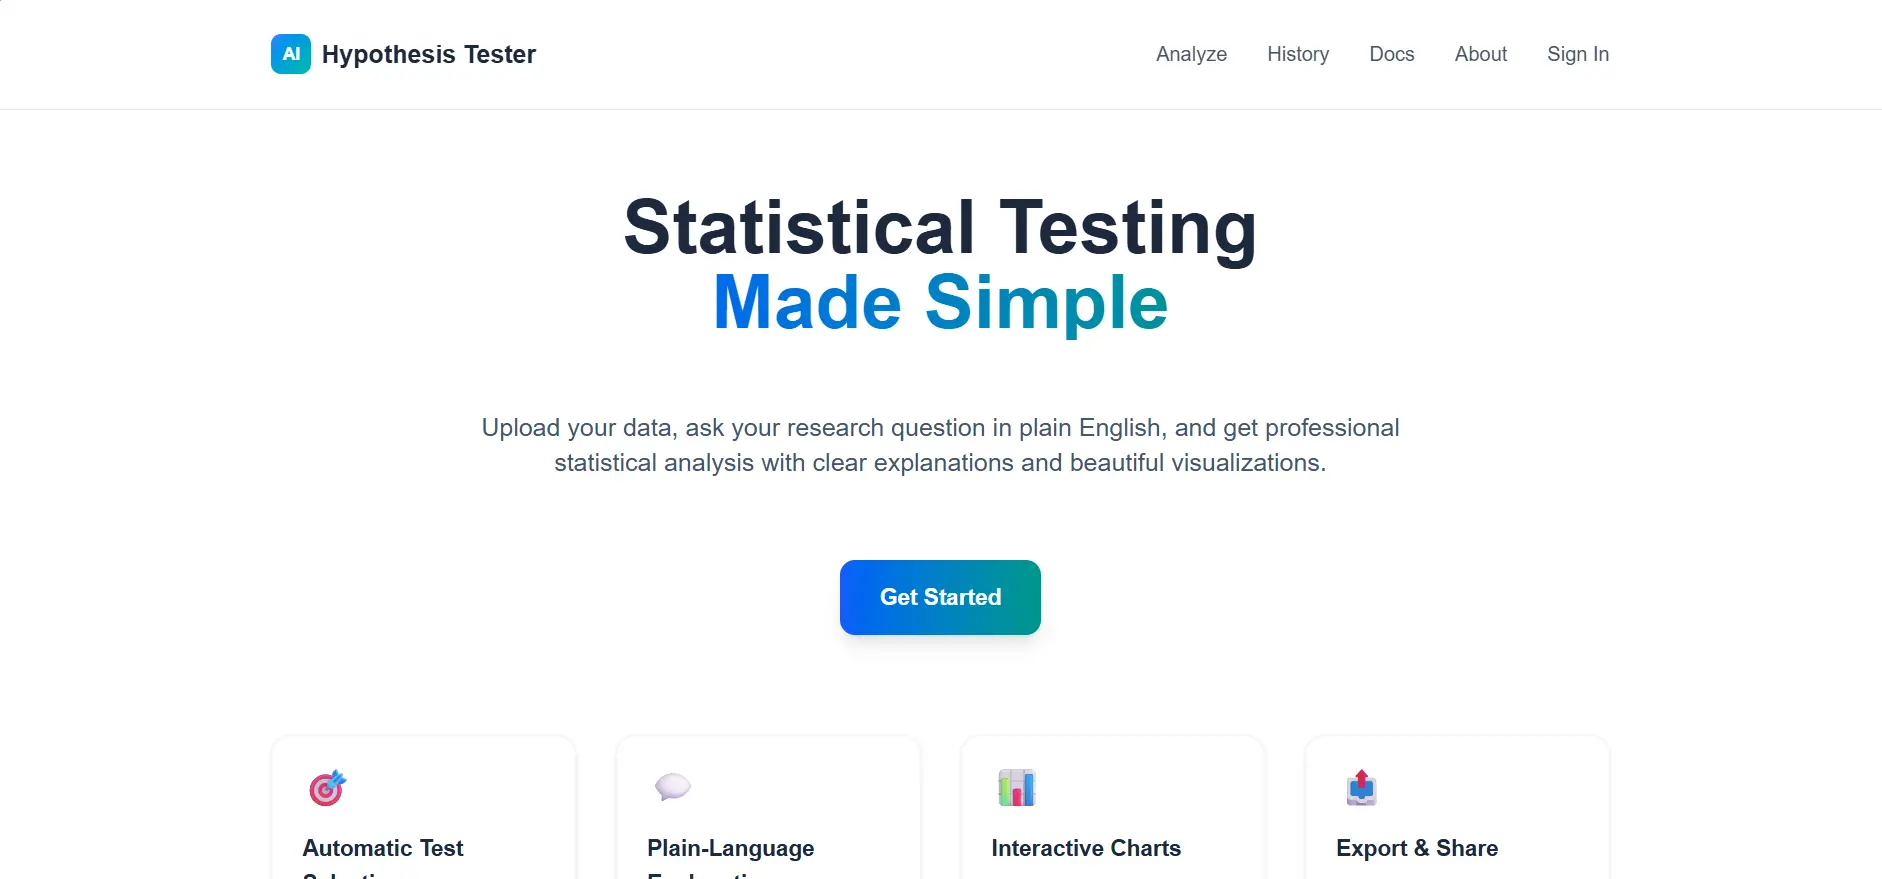 AI Hypothesis Tester
Analyze History Docs About Sign In
Statistical Testing
Made Simple
Upload your data, ask your research question in plain English, and get professional
statistical analysis with clear explanations and beautiful visualizations.
Get Started
Automatic Test
Plain-Language
Interactive Charts
Export & Share